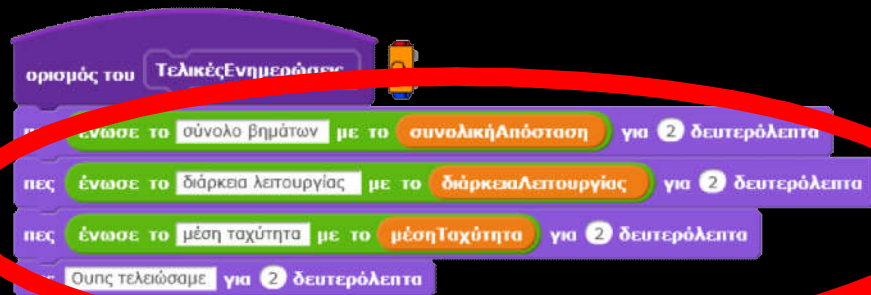 ορισμός του ΤελικέςΕνημερώσεις
ένωσε το σύνολο βημάτων με το συνολικήΑπόσταση για 2 δευτερόλεπτα
πες ένωσε το διάρκεια λειτουργίας με το διάρκειαΛειτουργίας για 2 δευτερόλεπτα
πες ένωσε το μέση ταχύτητα με το μέσηΤαχύτητα για 2 δευτερόλεπτα
Ουπς τελειώσαμε για 2 δευτερόλεπτα